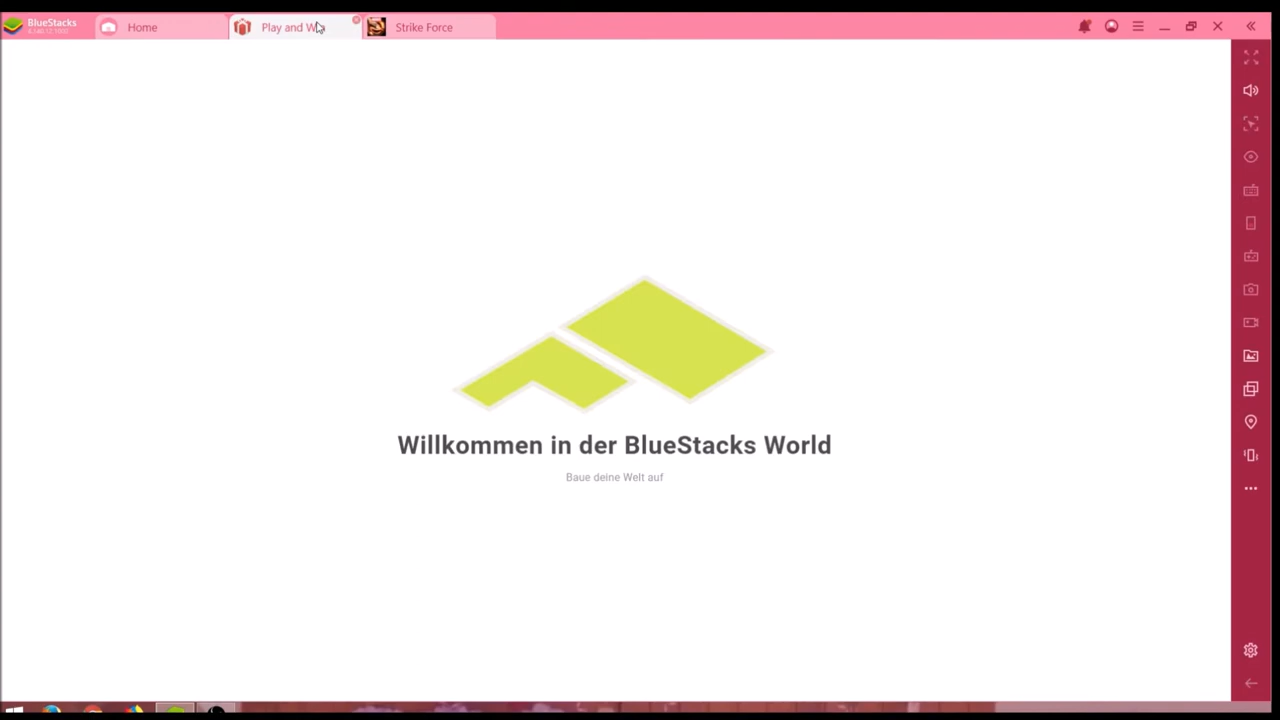 BlueStacks
Home
Play and
Strike Force
Willkommen in der BlueStacks World
Baue deine Welt auf